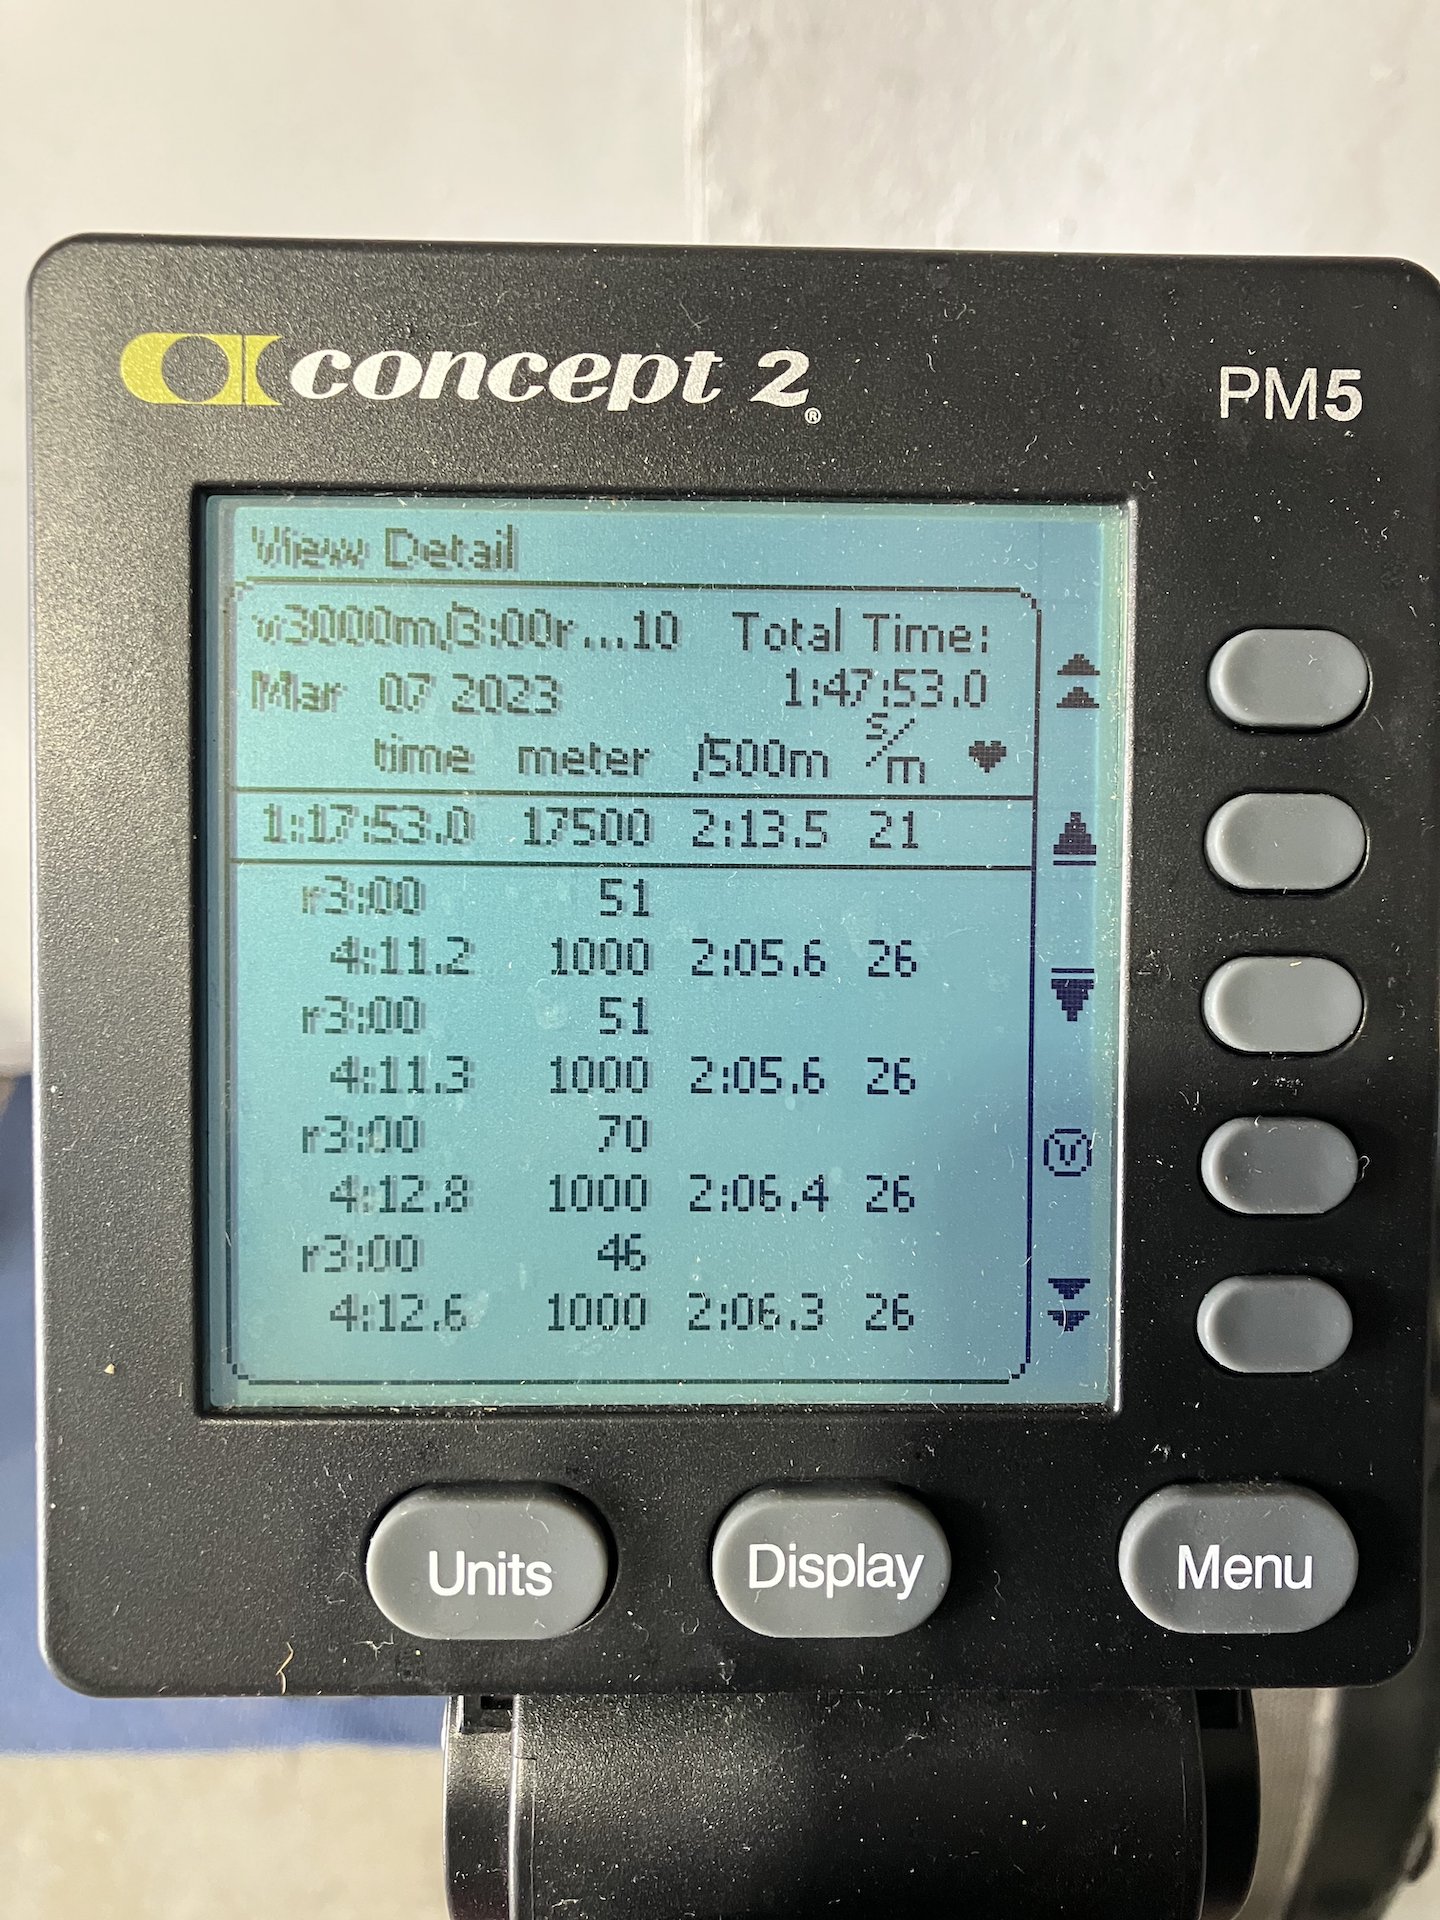 concept 2®
PM5
View Detail
v3000m/3:00r...10 Total Time:
Mar 07 2023 1:47:53.0
time meter /500m s/m ♥
1:17:53.0 17500 2:13.5 21
r3:00 51
4:11.2 1000 2:05.6 26
r3:00 51
4:11.3 1000 2:05.6 26
r3:00 70
4:12.8 1000 2:06.4 26
r3:00 46
4:12.6 1000 2:06.3 26
V
Units
Display
Menu